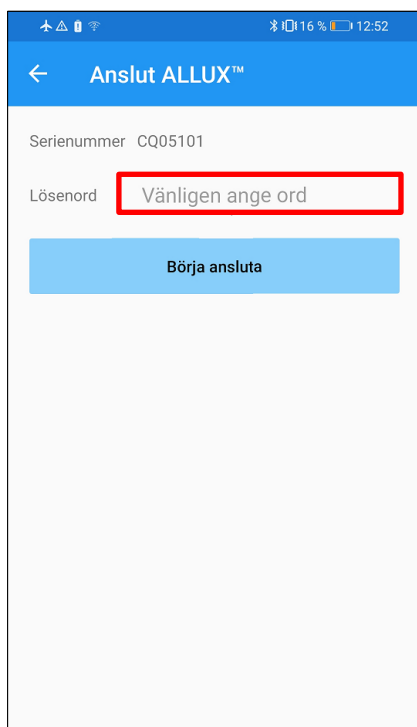 16 % 12:52
Anslut ALLUX™
Serienummer CQ05101
Lösenord Vänligen ange ord
Börja ansluta